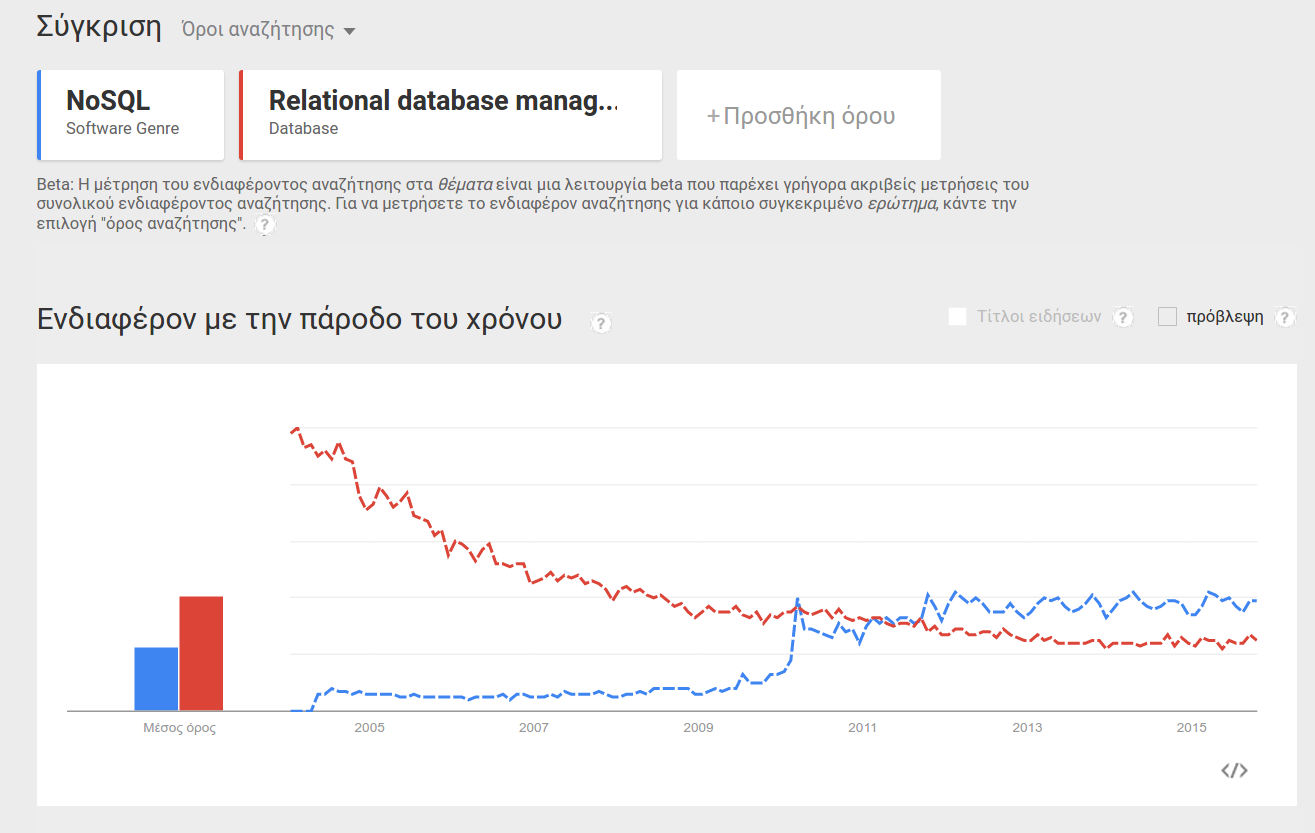 Σύγκριση Όροι αναζήτησης
NoSQL
Software Genre
Relational database manag...
Database
+Προσθήκη όρου
Beta: Η μέτρηση του ενδιαφέροντος αναζήτησης στα θέματα είναι μια λειτουργία beta που παρέχει γρήγορα ακριβείς μετρήσεις του
συνολικού ενδιαφέροντος αναζήτησης. Για να μετρήσετε το ενδιαφέρον αναζήτησης για κάποιο συγκεκριμένο ερώτημα, κάντε την
επιλογή "όρος αναζήτησης". ?
Ενδιαφέρον με την πάροδο του χρόνου ?
Τίτλοι ειδήσεων ? πρόβλεψη ?
Μέσος όρος 2005 2007 2009 2011 2013 2015
</>